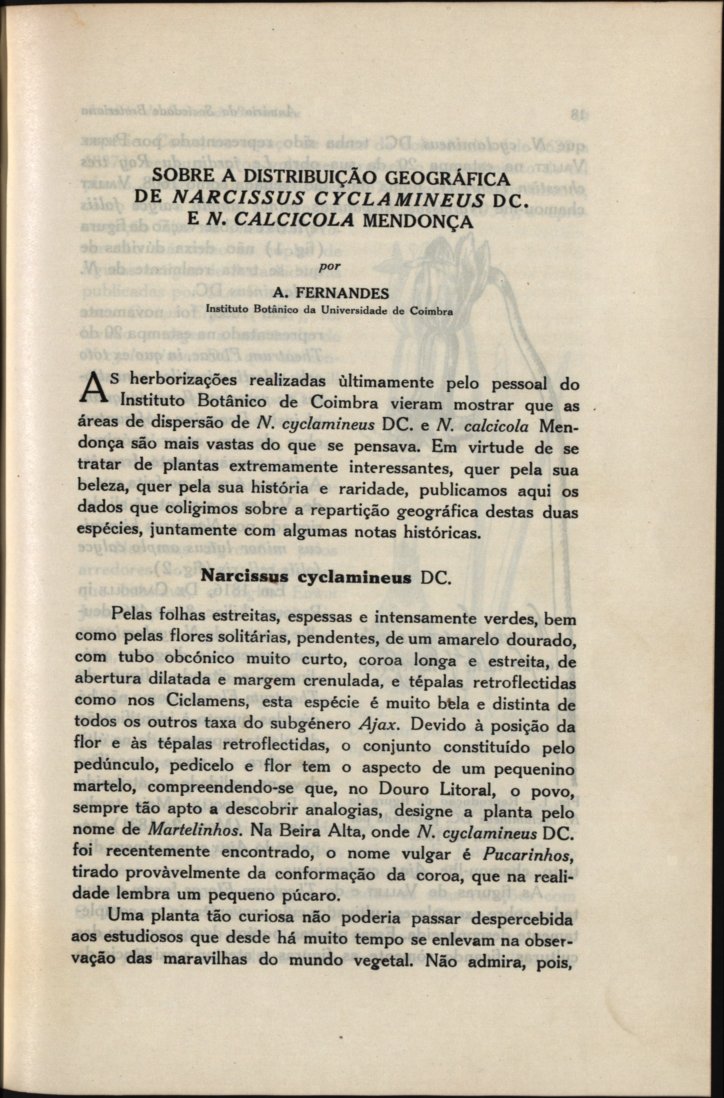 SOBRE A DISTRIBUIÇÃO GEOGRÁFICA
DE NARCISSUS CYCLAMINEUS DC.
E N. CALCICOLA MENDONÇA
por
A. FERNANDES
Instituto Botânico da Universidade de Coimbra
AS herborizações realizadas ùltimamente pelo pessoal do
Instituto Botânico de Coimbra vieram mostrar que as
áreas de dispersão de N. cyclamineus DC. e N. calcicola Men-
donça são mais vastas do que se pensava. Em virtude de se
tratar de plantas extremamente interessantes, quer pela sua
beleza, quer pela sua história e raridade, publicamos aqui os
dados que coligimos sobre a repartição geográfica destas duas
espécies, juntamente com algumas notas históricas.
Narcissus cyclamineus DC.
Pelas folhas estreitas, espessas e intensamente verdes, bem
como pelas flores solitárias, pendentes, de um amarelo dourado,
com tubo obcónico muito curto, coroa longa e estreita, de
abertura dilatada e margem crenulada, e tépalas retroflectidas
como nos Ciclamens, esta espécie é muito bela e distinta de
todos os outros taxa do subgénero Ajax. Devido à posição da
flor e às tépalas retroflectidas, o conjunto constituído pelo
pedúnculo, pedicelo e flor tem o aspecto de um pequenino
martelo, compreendendo-se que, no Douro Litoral, o povo,
sempre tão apto a descobrir analogias, designe a planta pelo
nome de Martelinhos. Na Beira Alta, onde N. cyclamineus DC.
foi recentemente encontrado, o nome vulgar é Pucarinhos,
tirado provàvelmente da conformação da coroa, que na reali-
dade lembra um pequeno púcaro.
Uma planta tão curiosa não poderia passar despercebida
aos estudiosos que desde há muito tempo se enlevam na obser-
vação das maravilhas do mundo vegetal. Não admira, pois,